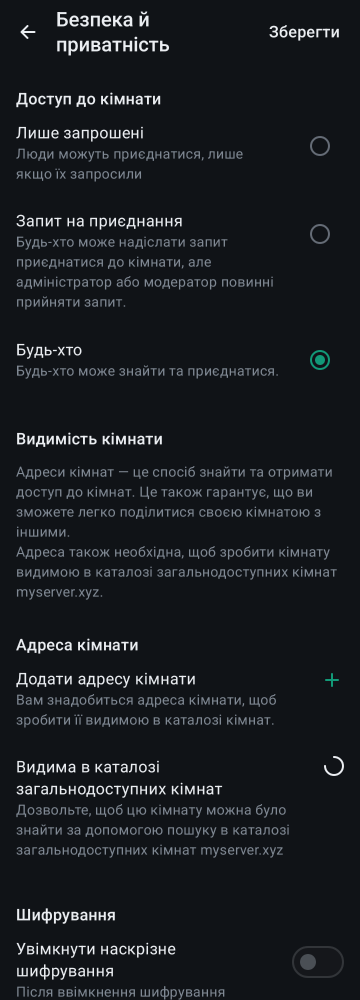 Безпека й
приватність
Зберегти
Доступ до кімнати
Лише запрошені
Люди можуть приєднатися, лише
якщо їх запросили
Запит на приєднання
Будь-хто може надіслати запит
приєднатися до кімнати, але
адміністратор або модератор повинні
прийняти запит.
Будь-хто
Будь-хто може знайти та приєднатися.
Видимість кімнати
Адреси кімнат — це спосіб знайти та отримати
доступ до кімнат. Це також гарантує, що ви
зможете легко поділитися своєю кімнатою з
іншими.
Адреса також необхідна, щоб зробити кімнату
видимою в каталозі загальнодоступних кімнат
myserver.xyz.
Адреса кімнати
Додати адресу кімнати
Вам знадобиться адреса кімнати, щоб
зробити її видимою в каталозі кімнат.
Видима в каталозі
загальнодоступних кімнат
Дозвольте, щоб цю кімнату можна було
знайти за допомогою пошуку в каталозі
загальнодоступних кімнат myserver.xyz
Шифрування
Увімкнути наскрізне
шифрування
Після ввімкнення шифрування